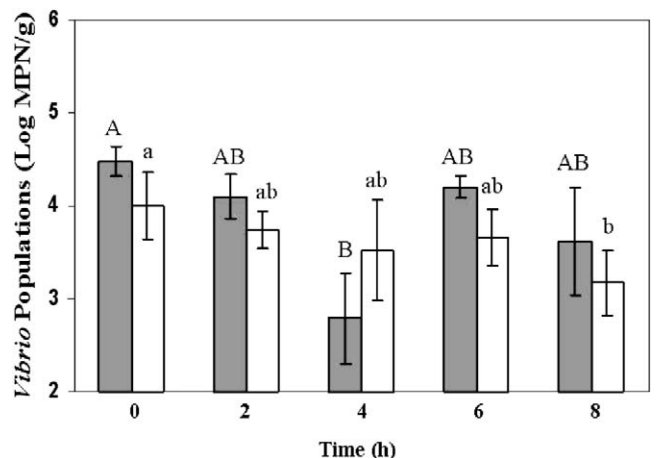 Vibrio Populations (Log MPN/g)
6
5
4
3
2
A
a
AB
ab
B
ab
AB
ab
AB
b
0 2 4 6 8
Time (h)